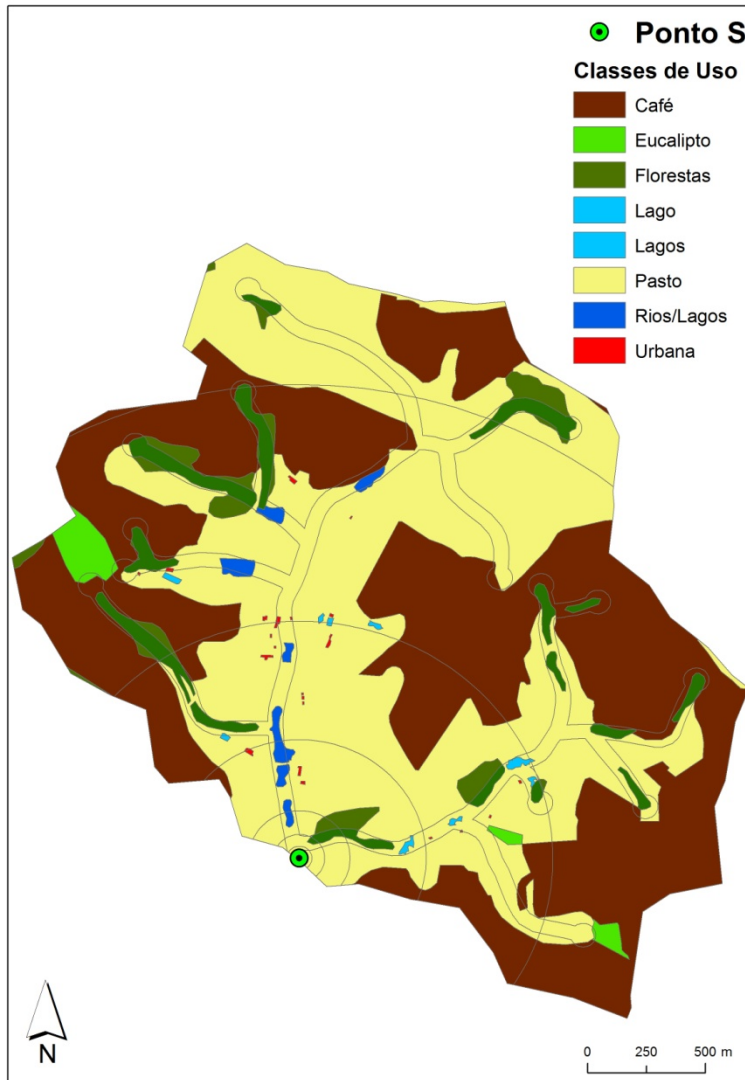 Ponto S
Classes de Uso
Café
Eucalipto
Florestas
Lago
Lagos
Pasto
Rios/Lagos
Urbana
N
0 250 500 m